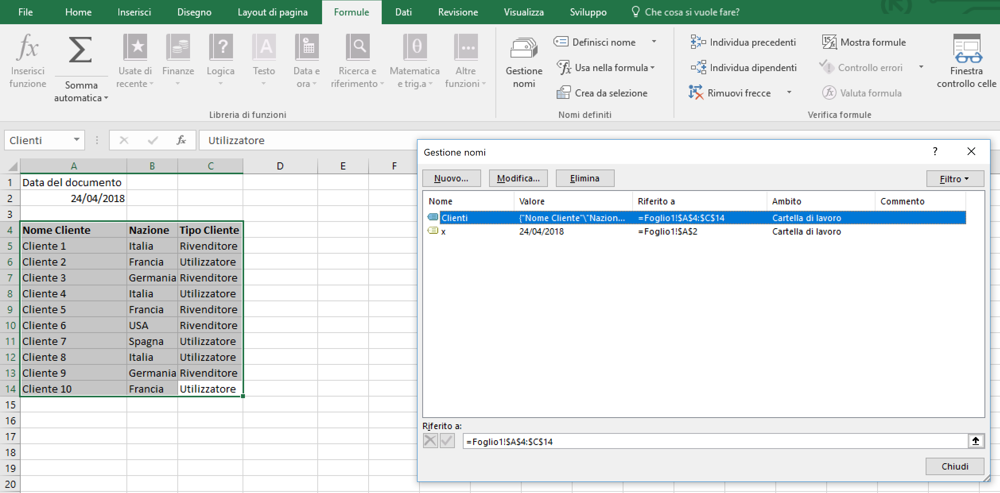 File Home Inserisci Disegno Layout di pagina Formule Dati Revisione Visualizza Sviluppo Che cosa si vuole fare?
fx Inserisci funzione
Σ Somma automatica
Usate di recente
Finanze
? Logica
A Testo
Data e ora
Ricerca e riferimento
θ Matematica e trig.a
... Altre funzioni
Libreria di funzioni
Gestione nomi
Definisci nome
fx Usa nella formula
Crea da selezione
Nomi definiti
Individua precedenti
Individua dipendenti
Rimuovi frecce
Mostra formule
Controllo errori
fx Valuta formula
Verifica formule
Finestra controllo celle
Clienti fx Utilizzatore
A B C D E F
1 Data del documento
2 24/04/2018
3
4 Nome Cliente Nazione Tipo Cliente
5 Cliente 1 Italia Rivenditore
6 Cliente 2 Francia Utilizzatore
7 Cliente 3 Germania Rivenditore
8 Cliente 4 Italia Utilizzatore
9 Cliente 5 Francia Rivenditore
10 Cliente 6 USA Rivenditore
11 Cliente 7 Spagna Utilizzatore
12 Cliente 8 Italia Utilizzatore
13 Cliente 9 Germania Rivenditore
14 Cliente 10 Francia Utilizzatore
15
16
17
18
19
20
Gestione nomi ?
Nuovo... Modifica... Elimina Filtro
Nome Valore Riferito a Ambito Commento
Clienti {"Nome Cliente"\"Nazion... =Foglio1!$A$4:$C$14 Cartella di lavoro
x 24/04/2018 =Foglio1!$A$2 Cartella di lavoro
Riferito a:
=Foglio1!$A$4:$C$14
Chiudi